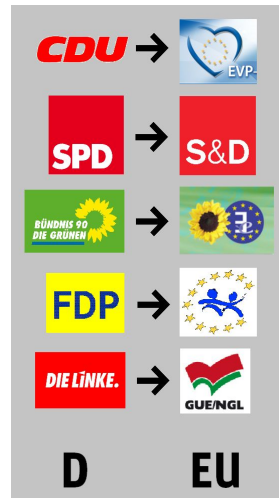 CDU
EVP-
SPD
S&D
BÜNDNIS 90
DIE GRÜNEN
FDP
DIE LINKE.
GUE/NGL
D EU